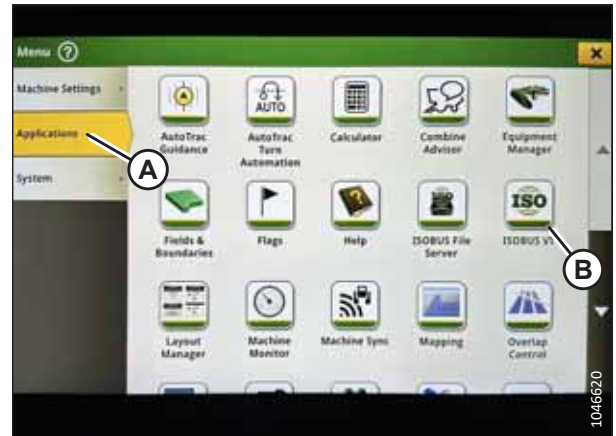 Menu ?
×
Machine Settings
Applications
System
AutoTrac
Guidance
AUTO
AutoTrac
Turn
Automation
Calculator
Combine
Advisor
Equipment
Manager
A
Fields &
Boundaries
Flags
?
Help
ISOBUS File
Server
ISO
ISOBUS VT
B
Layout
Manager
Machine
Monitor
Machine Sync
Mapping
Overlap
Control
1046620